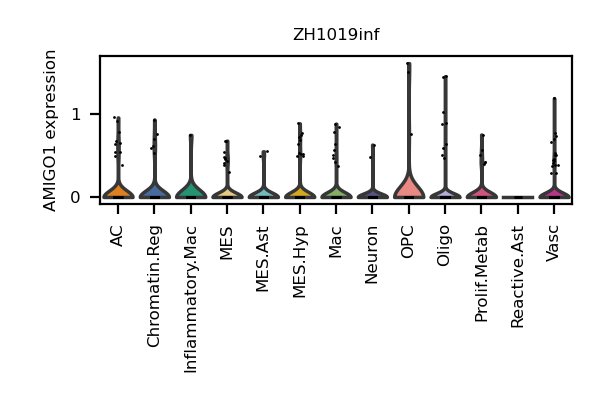 ZH1019inf
AMIGO1 expression
1
0
AC
Chromatin.Reg
Inflammatory.Mac
MES
MES.Ast
MES.Hyp
Mac
Neuron
OPC
Oligo
Prolif.Metab
Reactive.Ast
Vasc